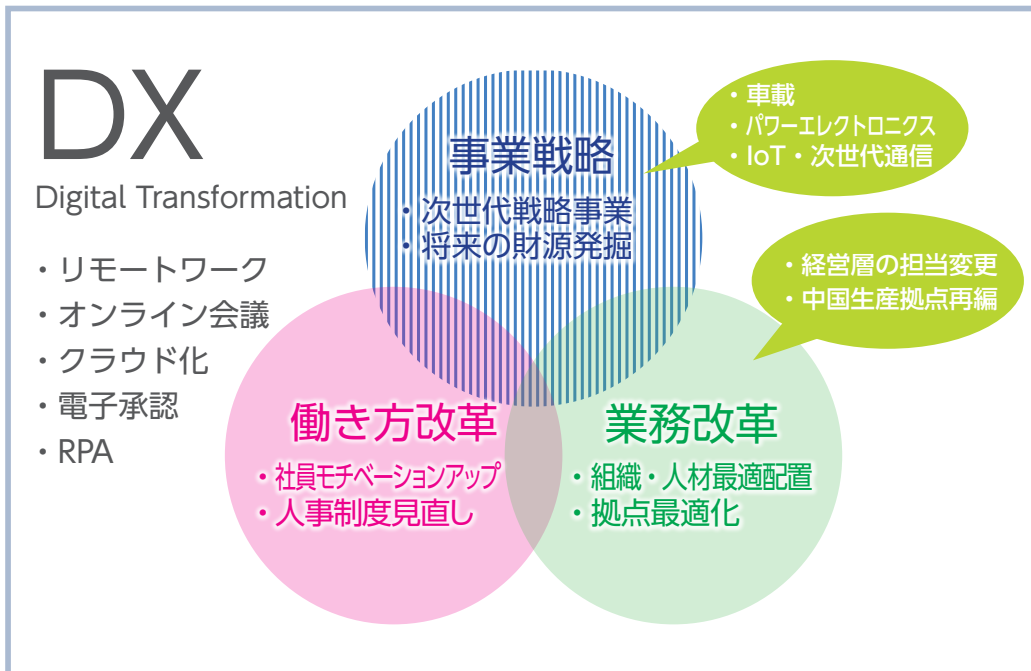 DX
Digital Transformation
・リモートワーク
・オンライン会議
・クラウド化
・電子承認
・RPA
事業戦略
・次世代戦略事業
・将来の財源発掘
・車載
・パワーエレクトロニクス
・IoT・次世代通信
・経営層の担当変更
・中国生産拠点再編
働き方改革
・社員モチベーションアップ
・人事制度見直し
業務改革
・組織・人材最適配置
・拠点最適化